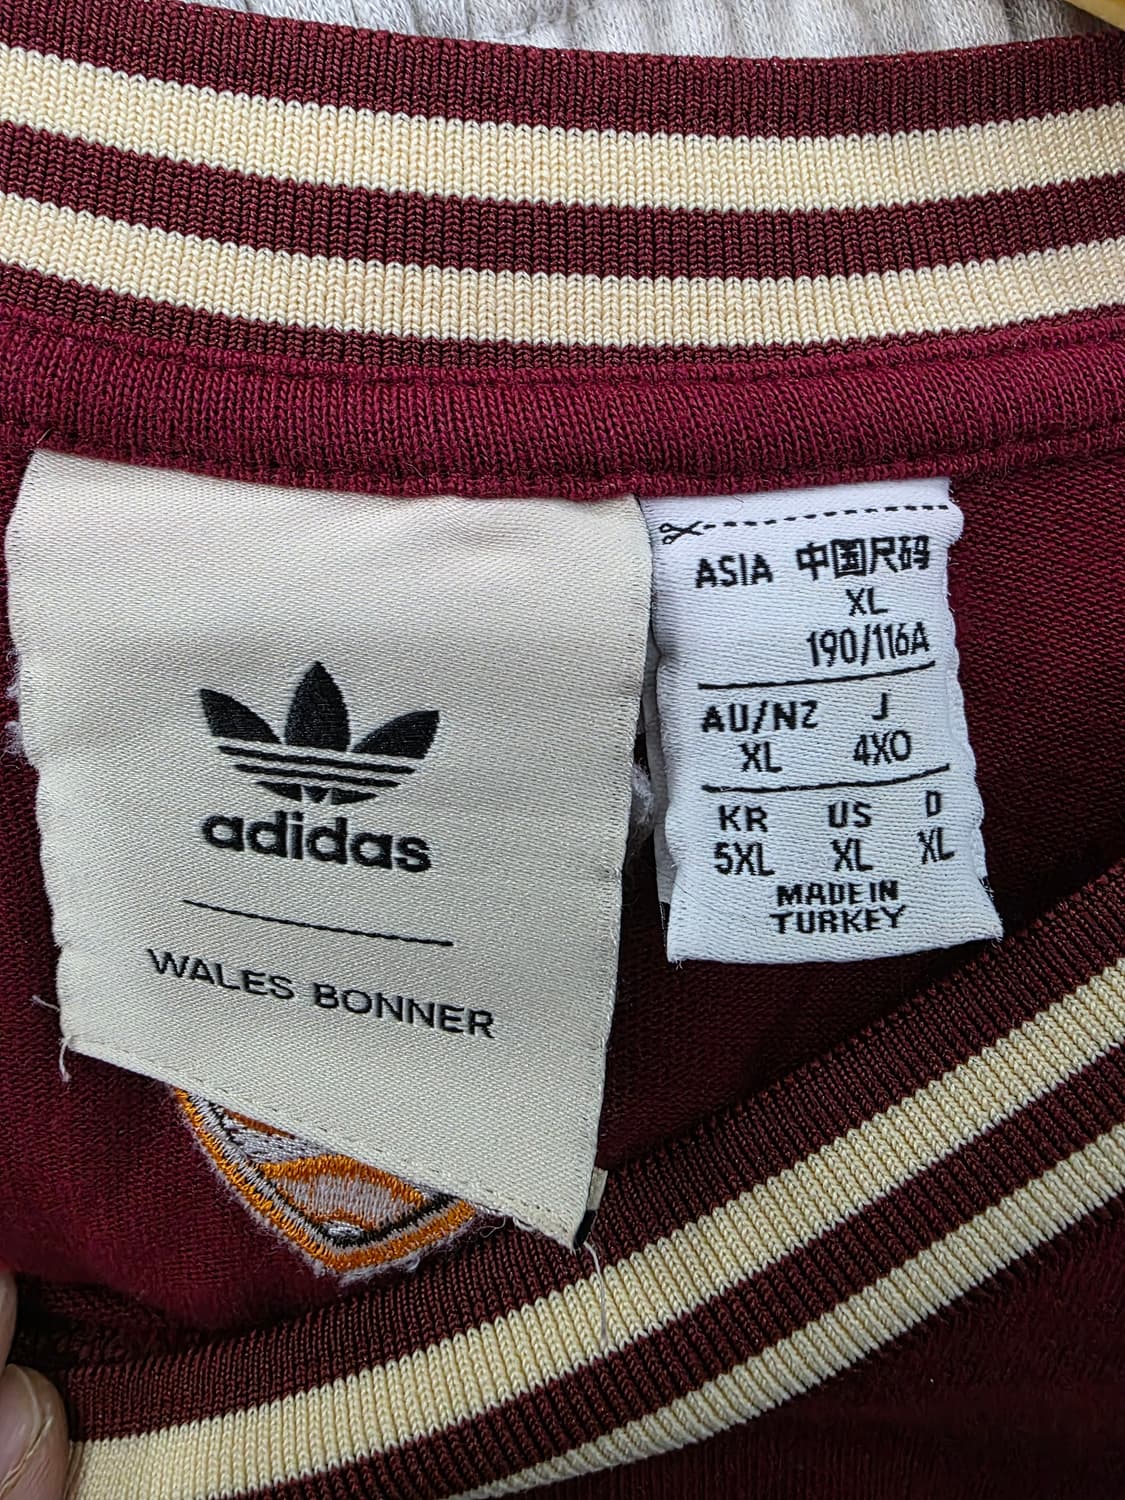 adidas
WALES BONNER
ASIA 中国尺码
XL
190/116A
AU/NZ J
XL 4XO
KR US D
5XL XL XL
MADE IN
TURKEY